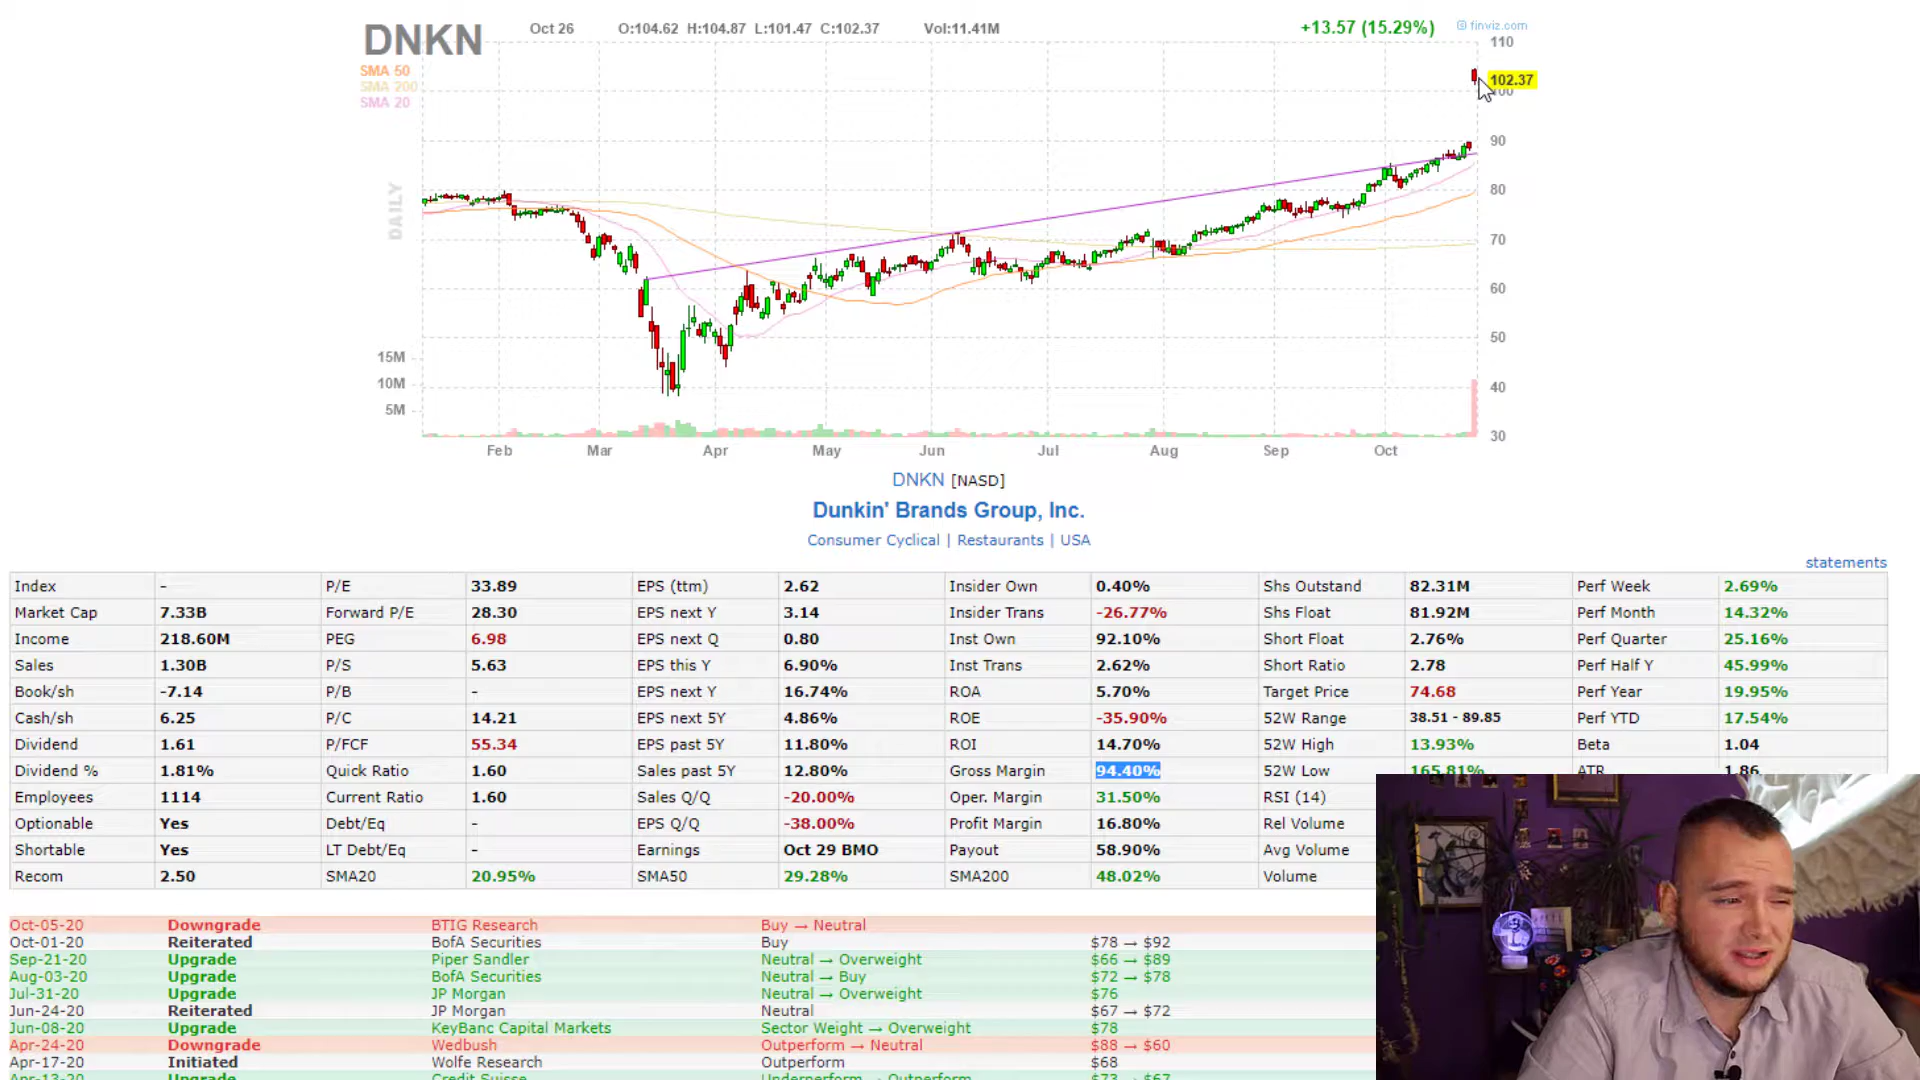 DNKN
Oct 26 O:104.62 H:104.87 L:101.47 C:102.37 Vol:11.41M +13.57 (15.29%) © finviz.com
SMA 50
SMA 200
SMA 20
DAILY
110
102.37
100
90
80
70
60
50
40
30
15M
10M
5M
Feb Mar Apr May Jun Jul Aug Sep Oct
DNKN [NASD]
Dunkin' Brands Group, Inc.
Consumer Cyclical | Restaurants | USA
statements
Index - P/E 33.89 EPS (ttm) 2.62 Insider Own 0.40% Shs Outstand 82.31M Perf Week 2.69%
Market Cap 7.33B Forward P/E 28.30 EPS next Y 3.14 Insider Trans -26.77% Shs Float 81.92M Perf Month 14.32%
Income 218.60M PEG 6.98 EPS next Q 0.80 Inst Own 92.10% Short Float 2.76% Perf Quarter 25.16%
Sales 1.30B P/S 5.63 EPS this Y 6.90% Inst Trans 2.62% Short Ratio 2.78 Perf Half Y 45.99%
Book/sh -7.14 P/B - EPS next Y 16.74% ROA 5.70% Target Price 74.68 Perf Year 19.95%
Cash/sh 6.25 P/C 14.21 EPS next 5Y 4.86% ROE -35.90% 52W Range 38.51 - 89.85 Perf YTD 17.54%
Dividend 1.61 P/FCF 55.34 EPS past 5Y 11.80% ROI 14.70% 52W High 13.93% Beta 1.04
Dividend % 1.81% Quick Ratio 1.60 Sales past 5Y 12.80% Gross Margin 94.40% 52W Low 165.81% ATR 1.86
Employees 1114 Current Ratio 1.60 Sales Q/Q -20.00% Oper. Margin 31.50% RSI (14)
Optionable Yes Debt/Eq - EPS Q/Q -38.00% Profit Margin 16.80% Rel Volume
Shortable Yes LT Debt/Eq - Earnings Oct 29 BMO Payout 58.90% Avg Volume
Recom 2.50 SMA20 20.95% SMA50 29.28% SMA200 48.02% Volume
Oct-05-20 Downgrade BTIG Research Buy → Neutral
Oct-01-20 Reiterated BofA Securities Buy $78 → $92
Sep-21-20 Upgrade Piper Sandler Neutral → Overweight $66 → $89
Aug-03-20 Upgrade BofA Securities Neutral → Buy $72 → $78
Jul-31-20 Upgrade JP Morgan Neutral → Overweight $76
Jun-24-20 Reiterated JP Morgan Neutral $67 → $72
Jun-08-20 Upgrade KeyBanc Capital Markets Sector Weight → Overweight $78
Apr-24-20 Downgrade Wedbush Outperform → Neutral $88 → $60
Apr-17-20 Initiated Wolfe Research Outperform $68
Apr-13-20 Upgrade Credit Suisse Underperform → Outperform $73 → $67